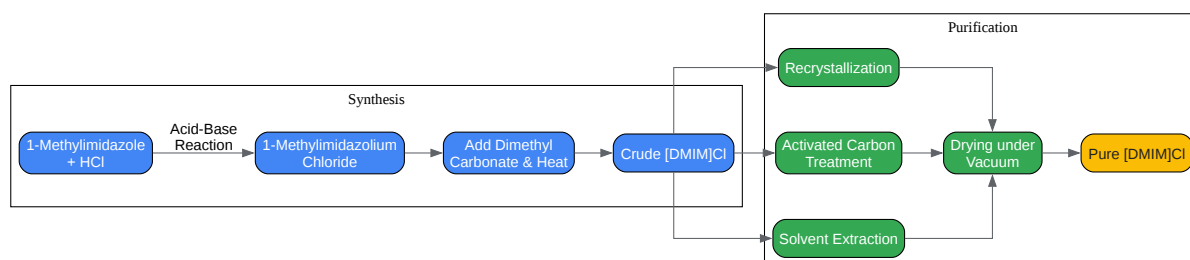 Purification
Recrystallization
Synthesis
1-Methylimidazole
+ HCl
Acid-Base
Reaction
1-Methylimidazolium
Chloride
Add Dimethyl
Carbonate & Heat
Crude [DMIM]Cl
Activated Carbon
Treatment
Drying under
Vacuum
Pure [DMIM]Cl
Solvent Extraction